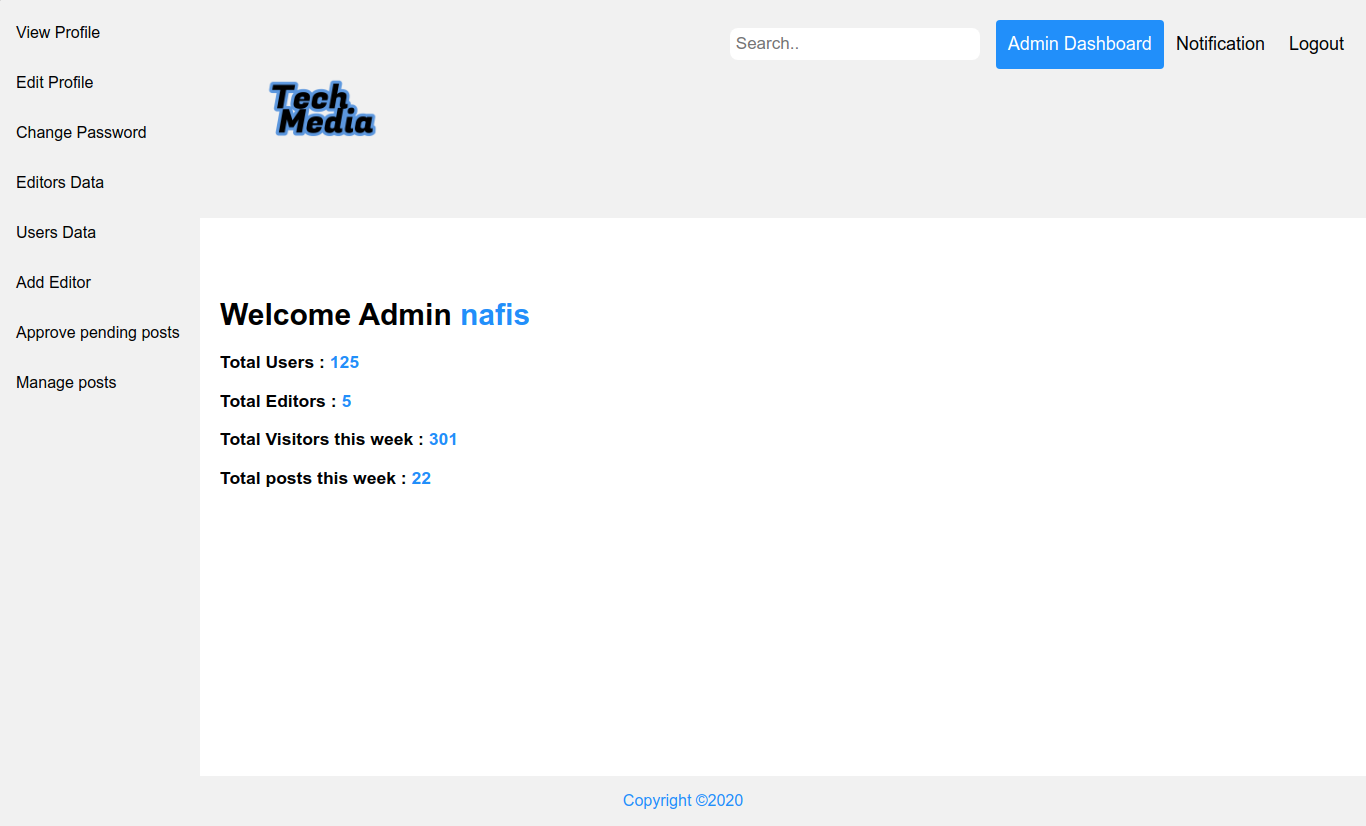 View Profile
Edit Profile
Change Password
Editors Data
Users Data
Add Editor
Approve pending posts
Manage posts
Search..
Admin Dashboard
Notification
Logout
Tech
Media
Welcome Admin nafis
Total Users : 125
Total Editors : 5
Total Visitors this week : 301
Total posts this week : 22
Copyright ©2020